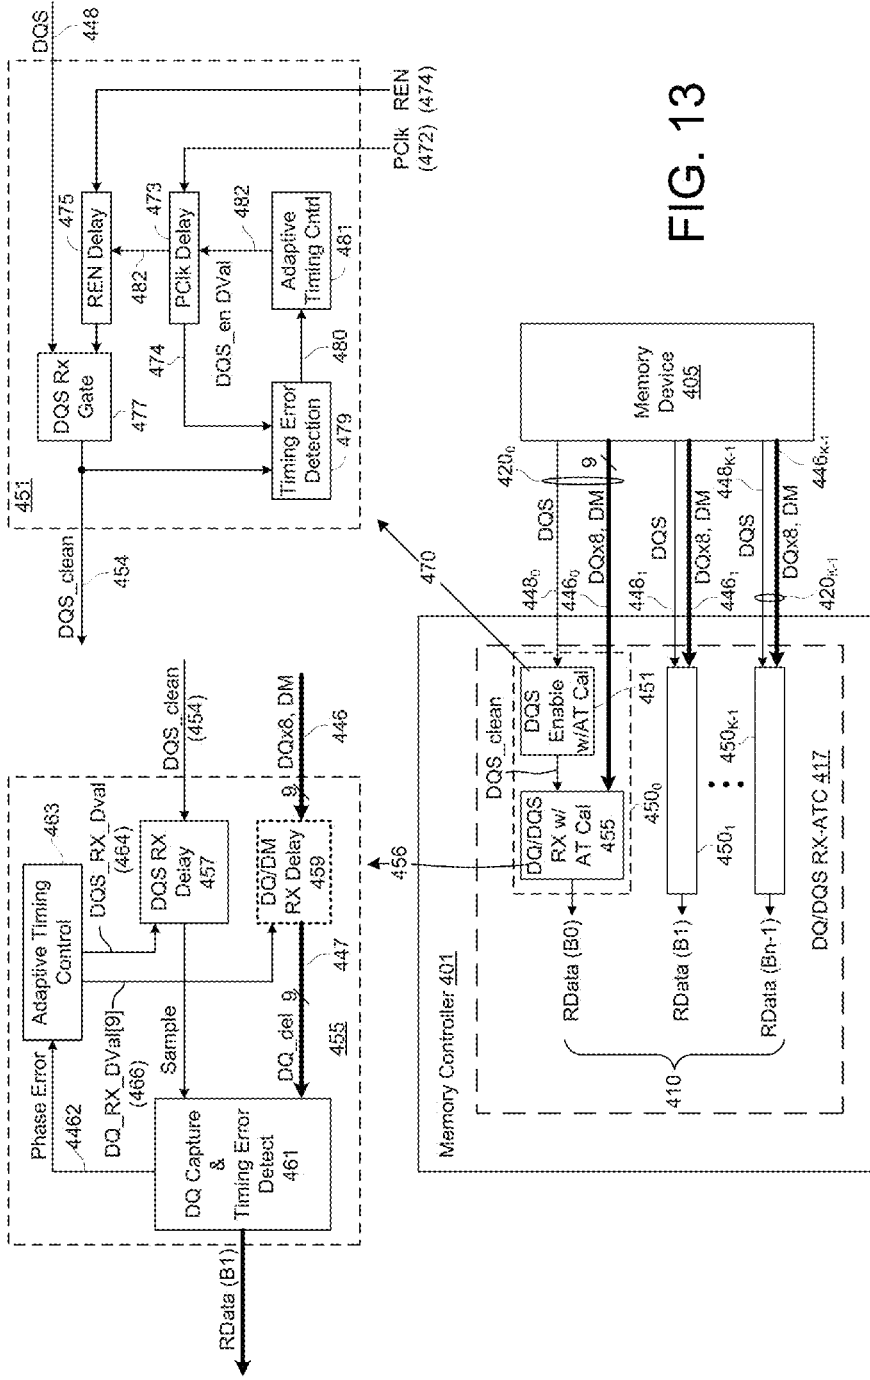 DQS
448
REN
(474)
PClk
(472)
475
REN Delay
482
473
PClk Delay
482
Adaptive
Timing Cntrl
481
DQS_en DVal
474
480
DQS Rx
Gate
477
Timing Error
Detection
479
451
DQS_clean
454
DQS_clean
(454)
DQx8, DM
446
9
463
DQS_RX_Dval
(464)
DQS RX
Delay
457
DQ/DM
RX Delay
459
Adaptive Timing
Control
447
9
DQ_del
455
Sample
DQ_RX_DVal[9]
(466)
Phase Error
4462
DQ Capture
&
Timing Error
Detect
461
RData (B1)
FIG. 13
Memory
Device
405
420₀
9
DQS
DQx8, DM
DQS
DQx8, DM
448K-1
DQS
DQx8, DM
446K-1
420K-1
448₀
446₀
448₁
446₁
470
456
DQS
Enable
w/AT Cal
451
DQS_clean
DQ/DQS
RX w/
AT Cal
455
450₀
450₁
450K-1
RData (B0)
RData (B1)
RData (Bn-1)
410
DQ/DQS RX-ATC 417
Memory Controller 401